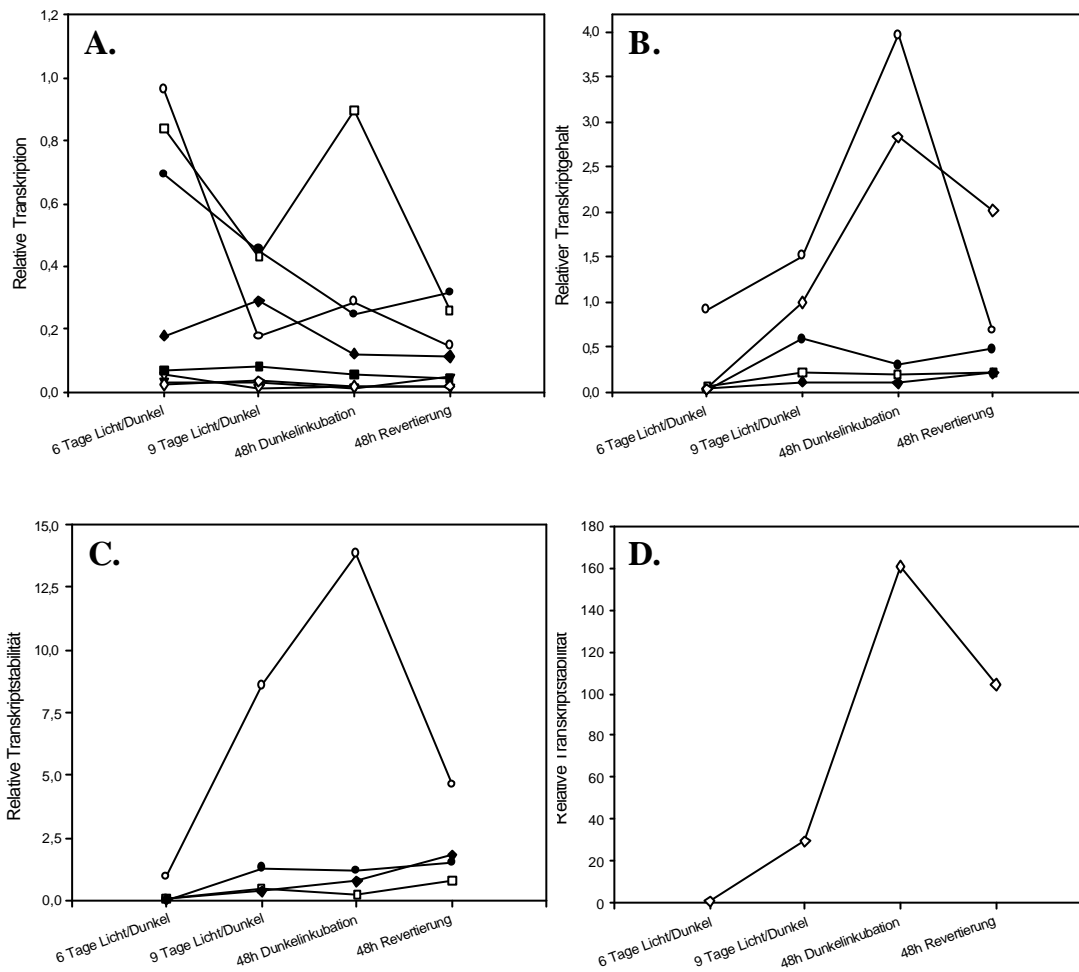 A.
Relative Transkription
1,2
1,0
0,8
0,6
0,4
0,2
0,0
6 Tage Licht/Dunkel
9 Tage Licht/Dunkel
48h Dunkelinkubation
48h Revertierung
B.
Relativer Transkriptgehalt
4,0
3,5
3,0
2,5
2,0
1,5
1,0
0,5
0,0
6 Tage Licht/Dunkel
9 Tage Licht/Dunkel
48h Dunkelinkubation
48h Revertierung
C.
Relative Transkriptstabilität
15,0
12,5
10,0
7,5
5,0
2,5
0,0
6 Tage Licht/Dunkel
9 Tage Licht/Dunkel
48h Dunkelinkubation
48h Revertierung
D.
Relative Transkriptstabilität
180
160
140
120
100
80
60
40
20
0
6 Tage Licht/Dunkel
9 Tage Licht/Dunkel
48h Dunkelinkubation
48h Revertierung